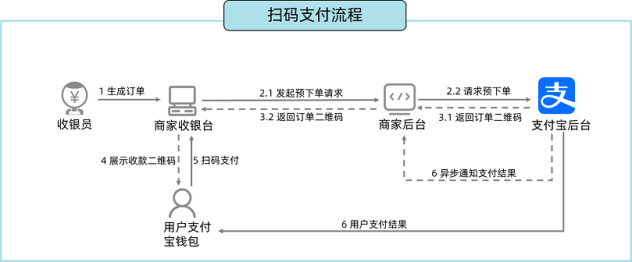 扫码支付流程
1 生成订单
2.1 发起预下单请求
2.2 请求预下单
3.2 返回订单二维码
3.1 返回订单二维码
收银员
商家收银台
商家后台
支付宝后台
4 展示收款二维码
5 扫码支付
6 异步通知支付结果
用户支付
宝钱包
6 用户支付结果